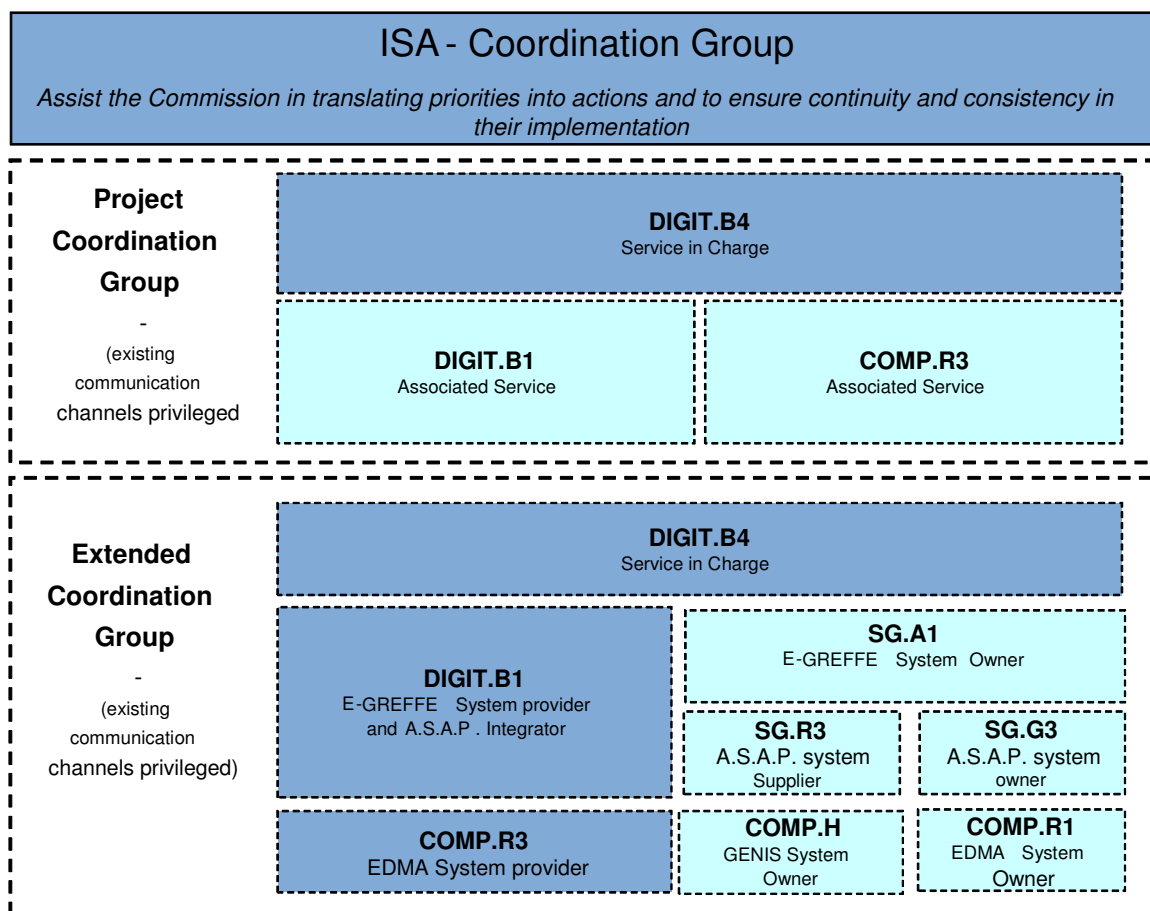 ISA - Coordination Group
Assist the Commission in translating priorities into actions and to ensure continuity and consistency in
their implementation
Project
Coordination
Group
-
(existing
communication
channels privileged
DIGIT.B4
Service in Charge
DIGIT.B1
Associated Service
COMP.R3
Associated Service
Extended
Coordination
Group
-
(existing
communication
channels privileged)
DIGIT.B4
Service in Charge
DIGIT.B1
E-GREFFE System provider
and A.S.A.P . Integrator
SG.A1
E-GREFFE System Owner
SG.R3
A.S.A.P. system
Supplier
SG.G3
A.S.A.P. system
owner
COMP.R3
EDMA System provider
COMP.H
GENIS System
Owner
COMP.R1
EDMA System
Owner